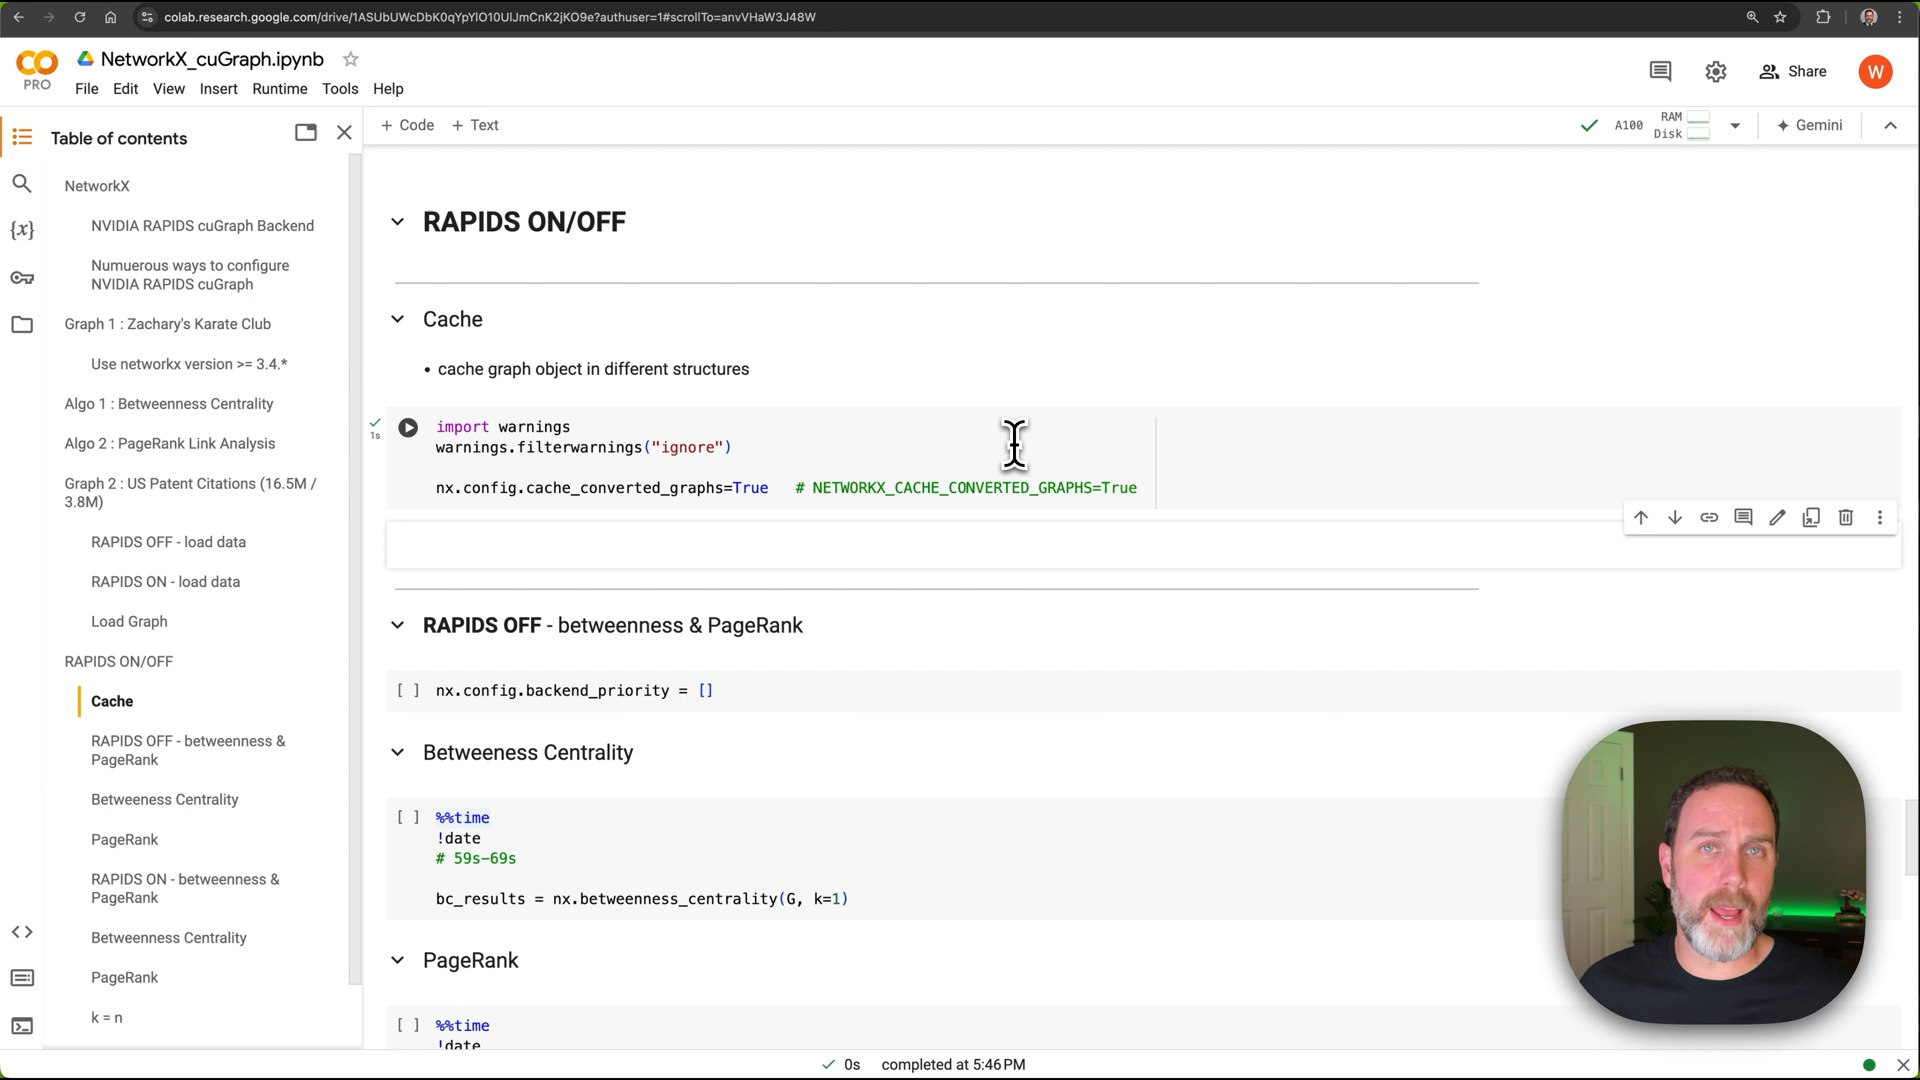 colab.research.google.com/drive/1ASUbUWcDbK0qYpYlO10UlJmCnK2jKO9e?authuser=1#scrollTo=anvVHaW3J48W
NetworkX_cuGraph.ipynb
PRO
File Edit View Insert Runtime Tools Help
Share
W
Table of contents
+ Code + Text
A100
RAM
Disk
Gemini
NetworkX
NVIDIA RAPIDS cuGraph Backend
Numuerous ways to configure
NVIDIA RAPIDS cuGraph
Graph 1 : Zachary's Karate Club
Use networkx version >= 3.4.*
Algo 1 : Betweenness Centrality
Algo 2 : PageRank Link Analysis
Graph 2 : US Patent Citations (16.5M /
3.8M)
RAPIDS OFF - load data
RAPIDS ON - load data
Load Graph
RAPIDS ON/OFF
Cache
RAPIDS OFF - betweenness &
PageRank
Betweeness Centrality
PageRank
RAPIDS ON - betweenness &
PageRank
Betweenness Centrality
PageRank
k = n
RAPIDS ON/OFF
Cache
• cache graph object in different structures
1s
import warnings
warnings.filterwarnings("ignore")
nx.config.cache_converted_graphs=True # NETWORKX_CACHE_CONVERTED_GRAPHS=True
RAPIDS OFF - betweenness & PageRank
[ ] nx.config.backend_priority = []
Betweeness Centrality
[ ] %%time
!date
# 59s-69s
bc_results = nx.betweenness_centrality(G, k=1)
PageRank
[ ] %%time
!date
0s completed at 5:46 PM